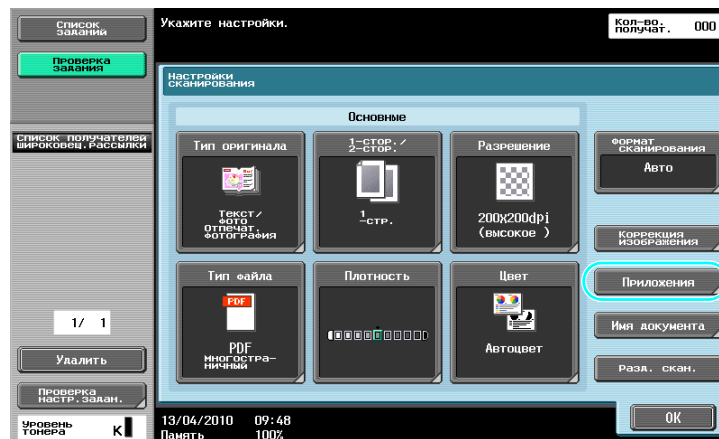 Список
заданий
Укажите настройки.
Кол-во.
получат.
000
Проверка
задания
Настройки
сканирования
Основные
Список получателей
широковещ.рассылки
Тип оригинала
1-стор./
2-стор.
Разрешение
Формат
сканирования
Авто
Текст/
фото
отпечат.
фотография
1
-стр.
200x200dpi
(высокое )
Коррекция
изображения
Тип файла
Плотность
Цвет
Приложения
PDF
PDF
многостра-
ничный
Автоцвет
1/ 1
Имя документа
Удалить
Разд. скан.
Проверка
настр.задан.
OK
Уровень
тонера
K
13/04/2010 09:48
Память 100%